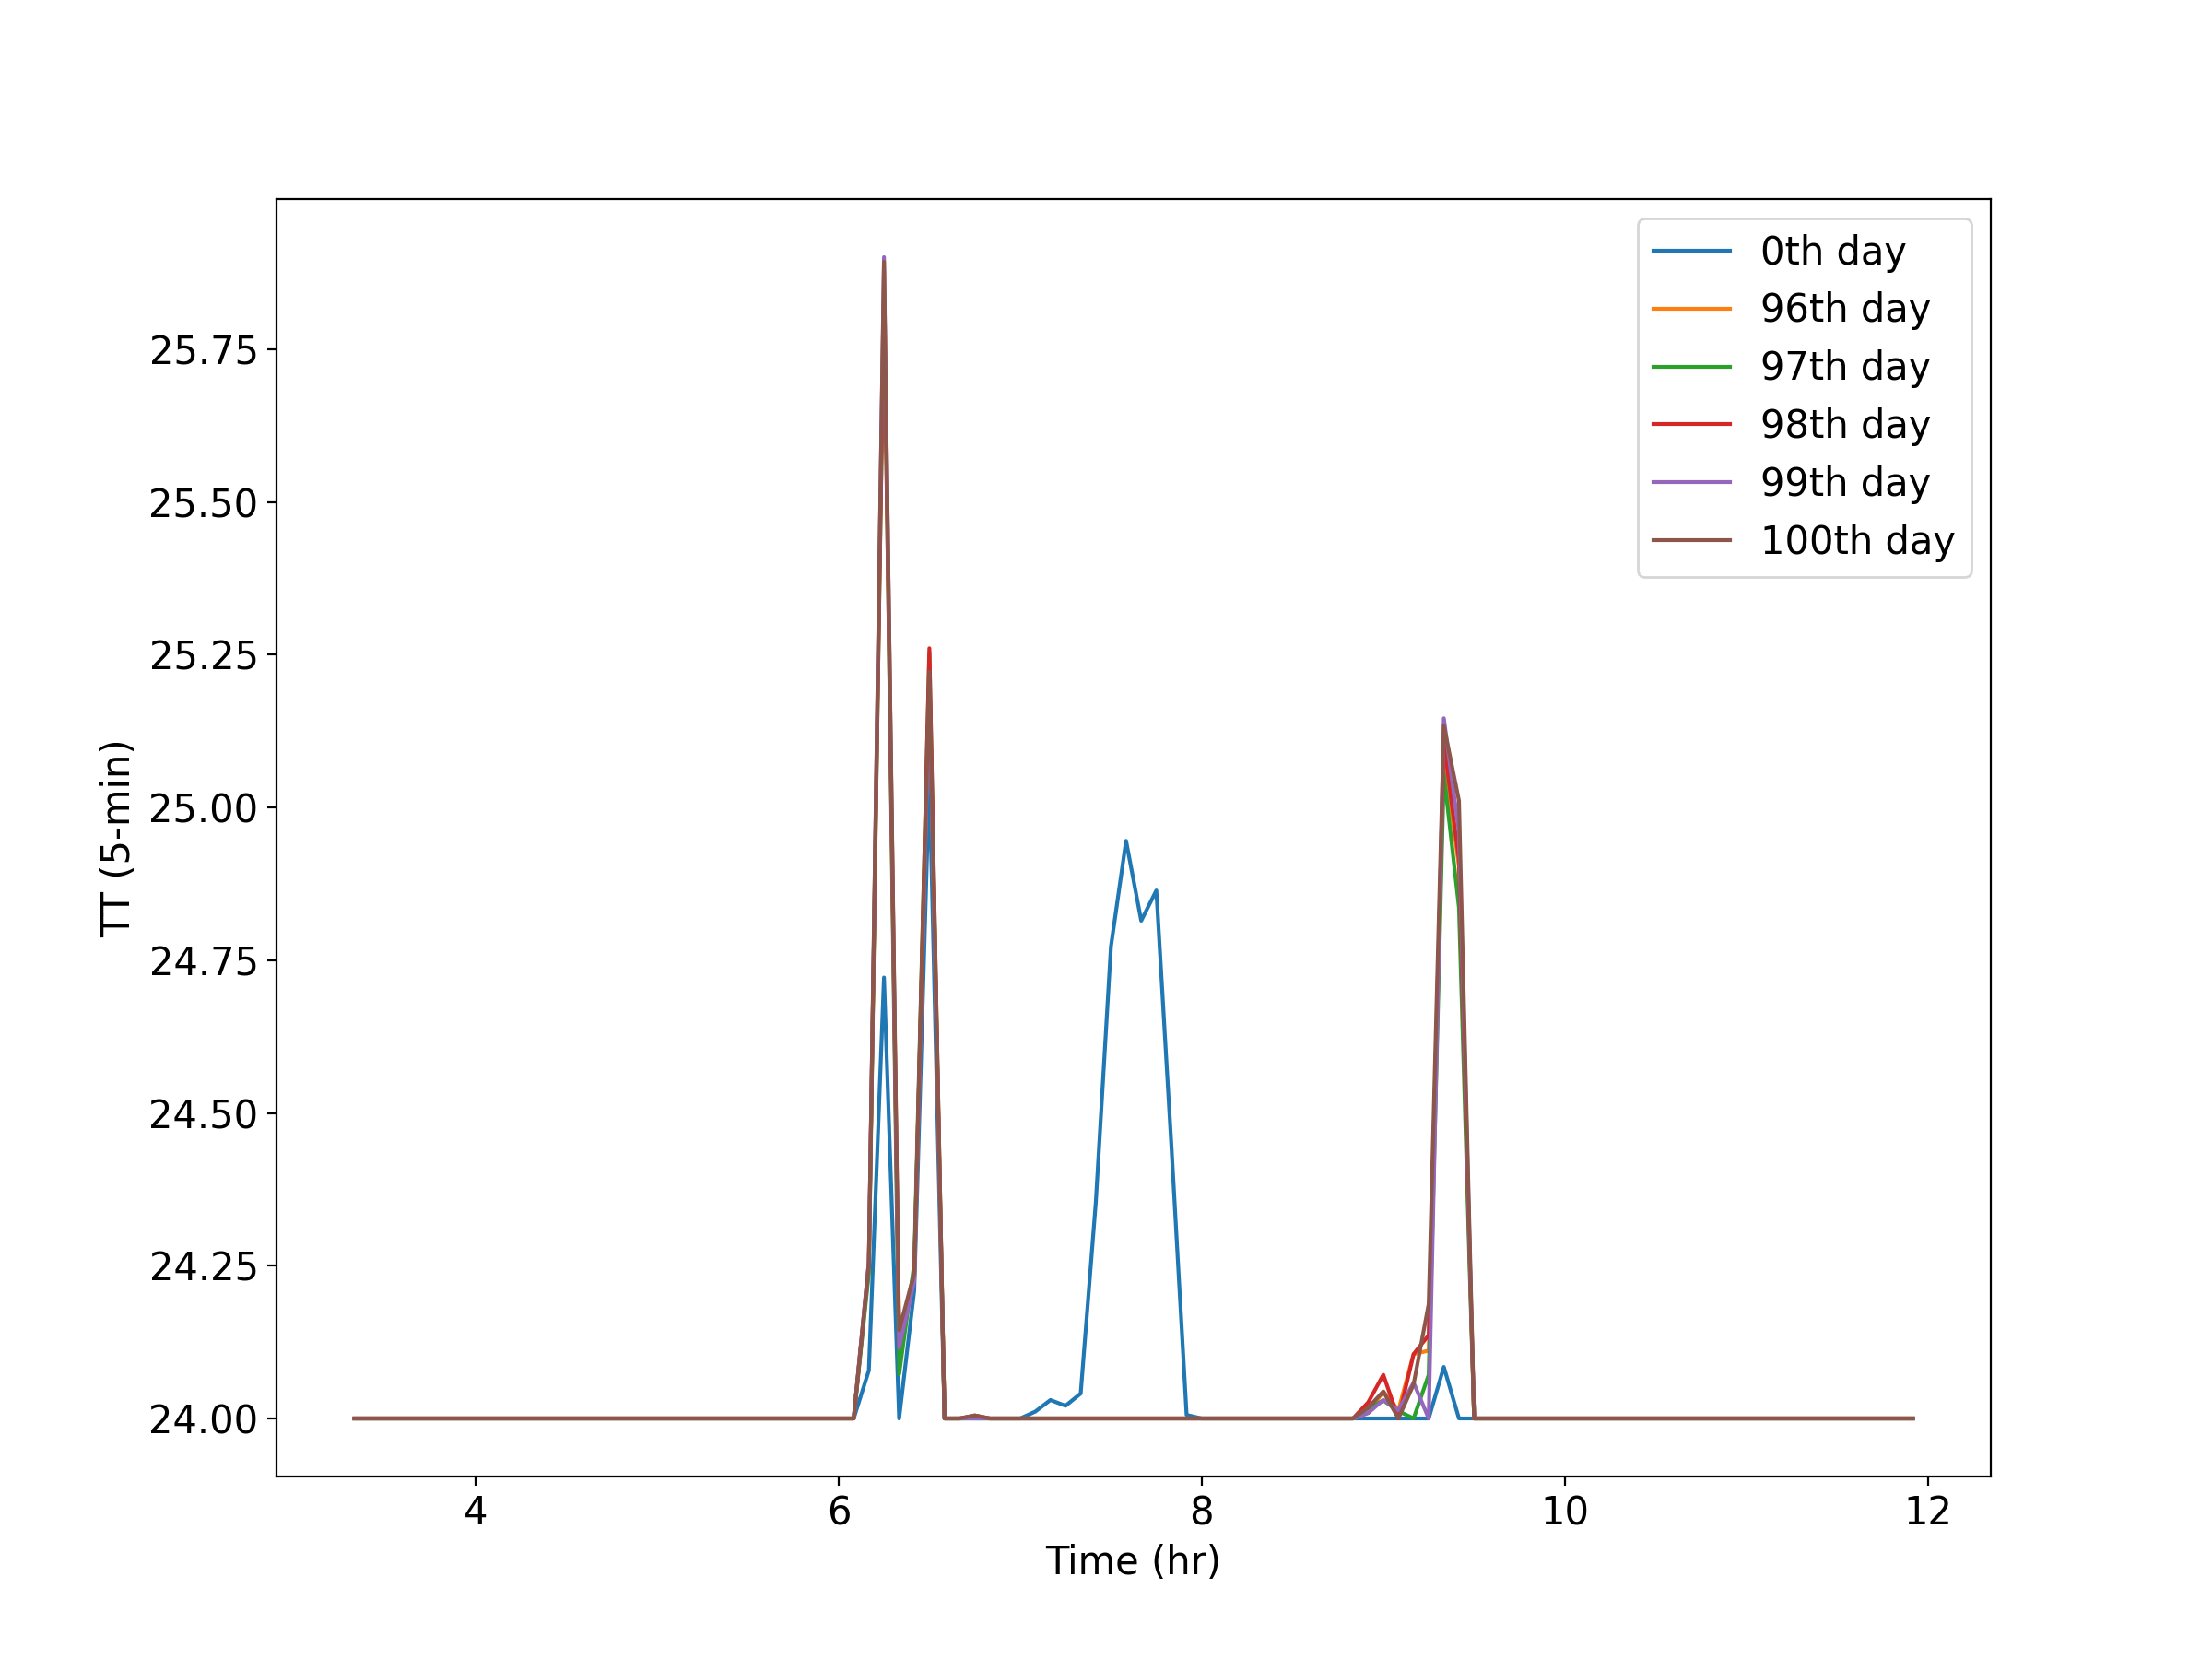 0th day
96th day
97th day
98th day
99th day
100th day
25.75
25.50
25.25
25.00
24.75
24.50
24.25
24.00
TT (5-min)
4 6 8 10 12
Time (hr)